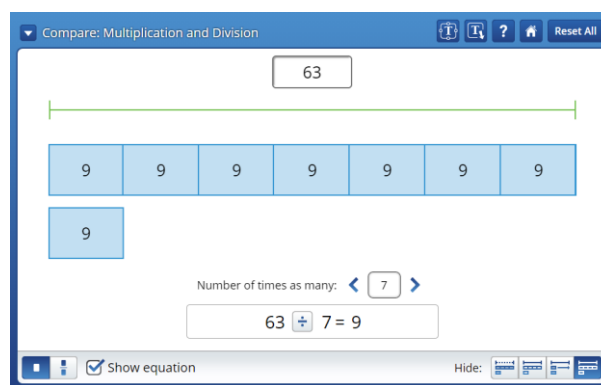 Compare: Multiplication and Division T T ? Reset All
63
9 9 9 9 9 9 9
9
Number of times as many: 7
63 ÷ 7 = 9
Show equation Hide: